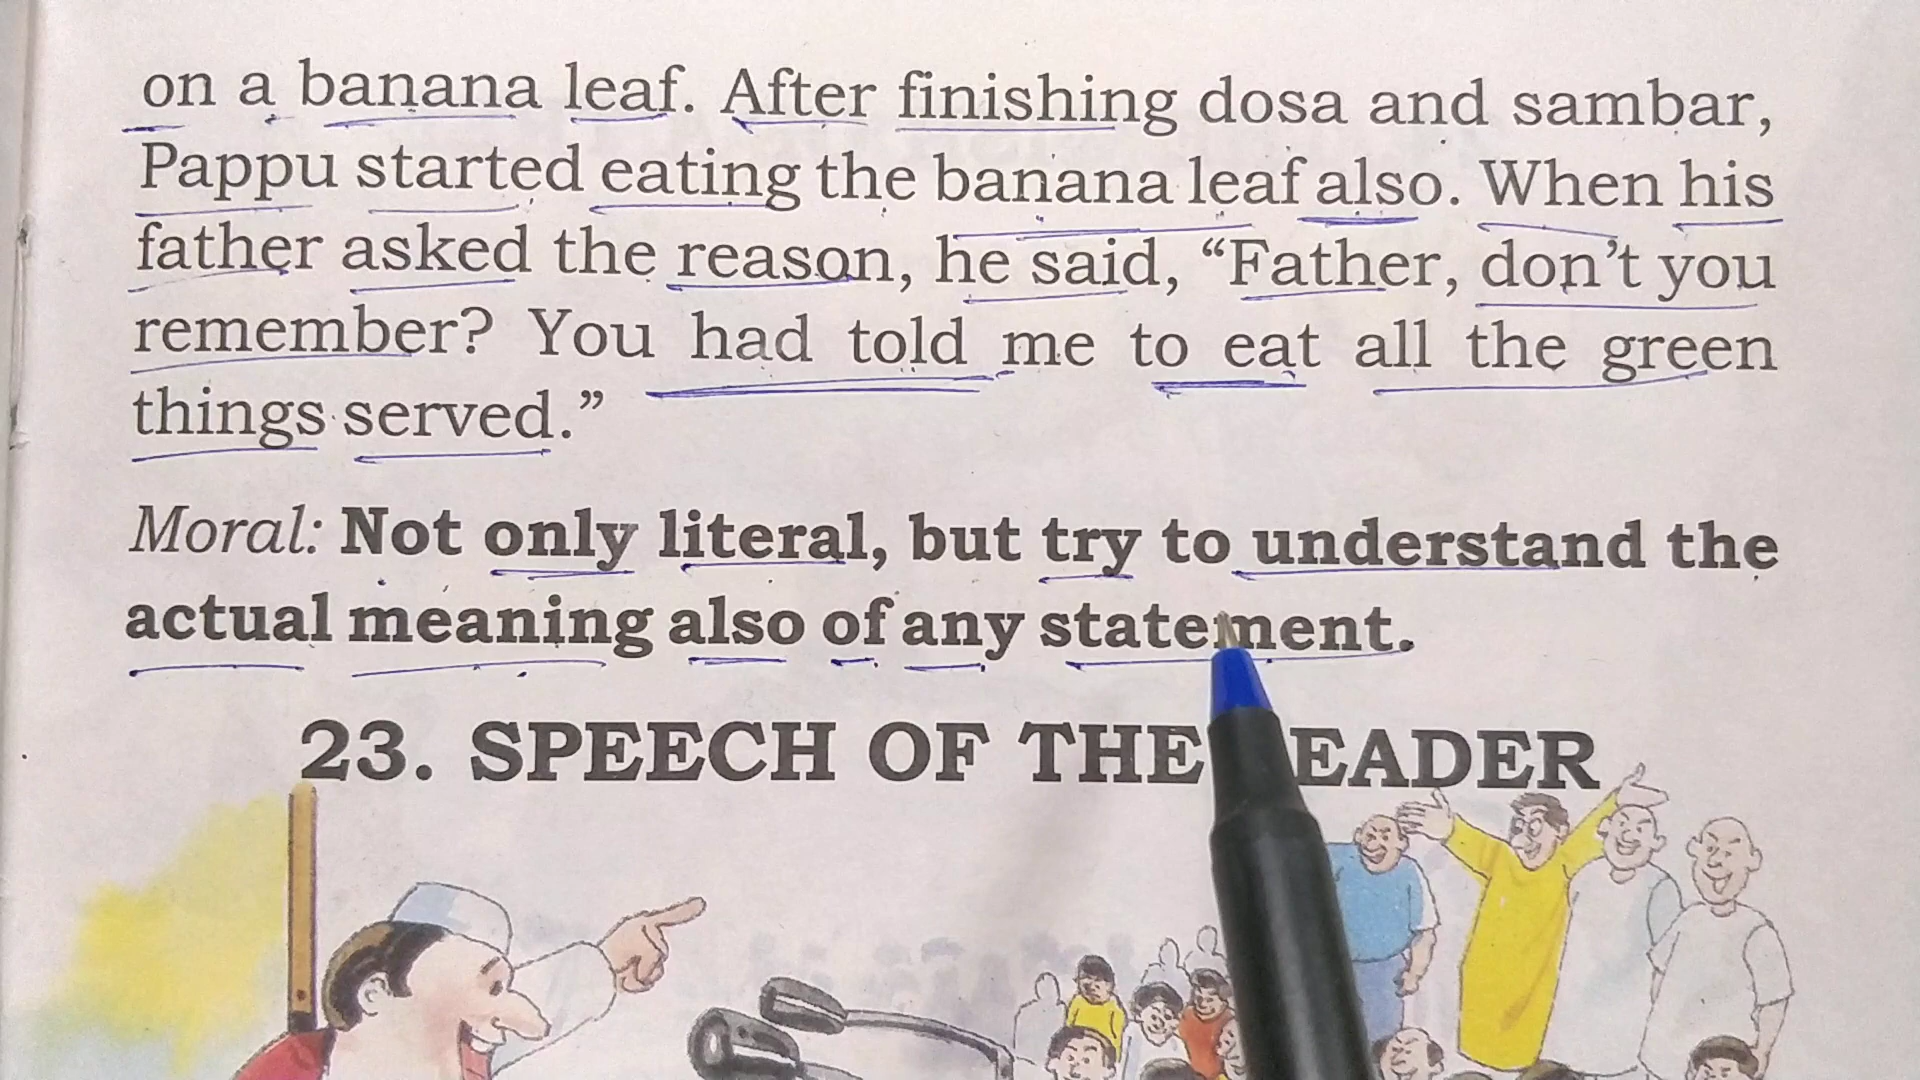 on a banana leaf. After finishing dosa and sambar,
Pappu started eating the banana leaf also. When his
father asked the reason, he said, “Father, don’t you
remember? You had told me to eat all the green
things served.”
Moral: Not only literal, but try to understand the
actual meaning also of any statement.
23. SPEECH OF THE EADER